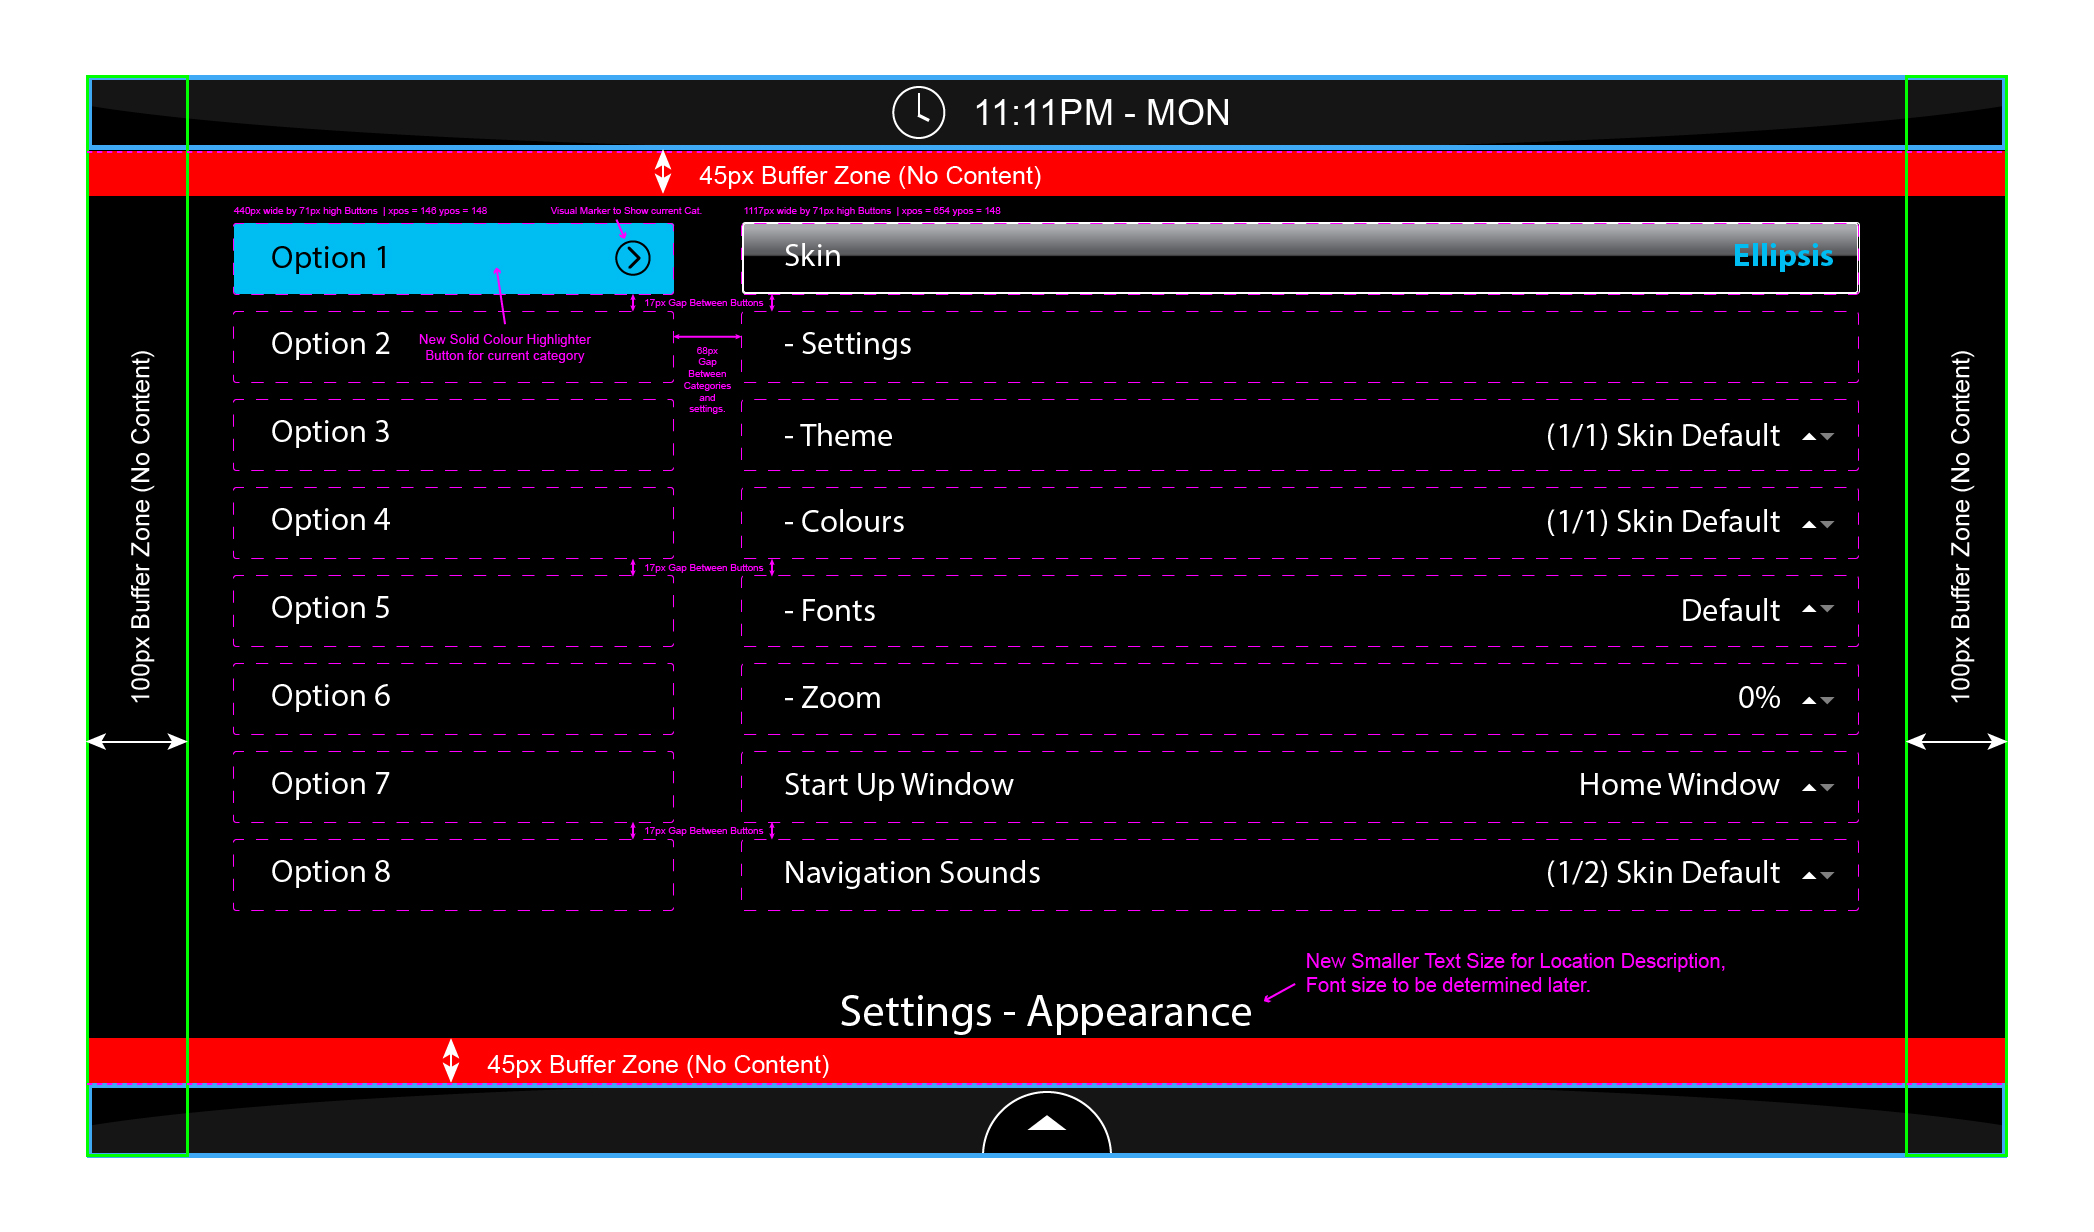 11:11PM - MON
45px Buffer Zone (No Content)
440px wide by 71px high Buttons | xpos = 146 ypos = 148
Visual Marker to Show current Cat.
1117px wide by 71px high Buttons | xpos = 654 ypos = 148
Option 1
Skin
Ellipsis
17px Gap Between Buttons
Option 2
New Solid Colour Highlighter
Button for current category
68px
Gap
Between
Categories
and
settings.
- Settings
100px Buffer Zone (No Content)
100px Buffer Zone (No Content)
Option 3
- Theme
(1/1) Skin Default
Option 4
- Colours
(1/1) Skin Default
17px Gap Between Buttons
Option 5
- Fonts
Default
Option 6
- Zoom
0%
Option 7
Start Up Window
Home Window
17px Gap Between Buttons
Option 8
Navigation Sounds
(1/2) Skin Default
New Smaller Text Size for Location Description,
Font size to be determined later.
Settings - Appearance
45px Buffer Zone (No Content)